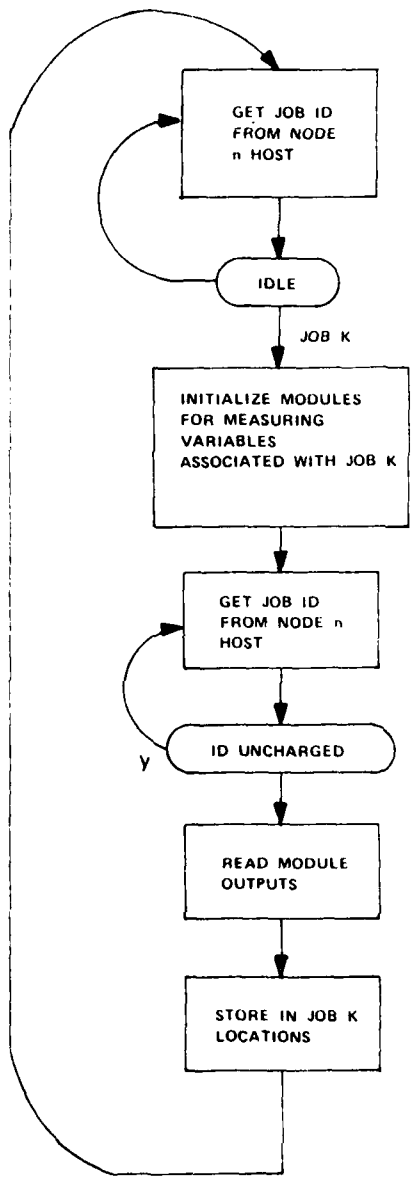 GET JOB ID
FROM NODE
n HOST
IDLE
JOB K
INITIALIZE MODULES
FOR MEASURING
VARIABLES
ASSOCIATED WITH JOB K
GET JOB ID
FROM NODE n
HOST
ID UNCHARGED
y
READ MODULE
OUTPUTS
STORE IN JOB K
LOCATIONS